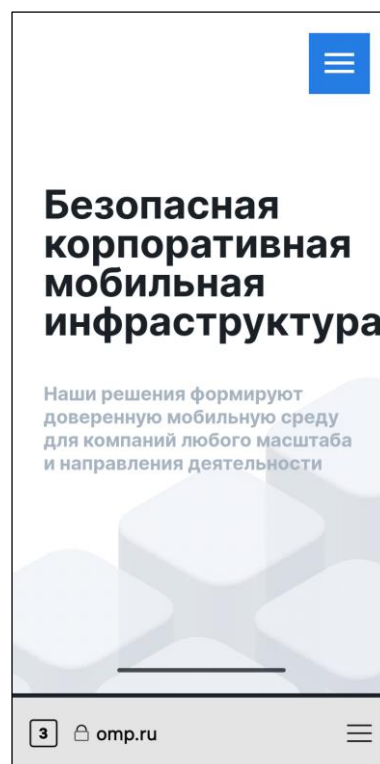 Безопасная
корпоративная
мобильная
инфраструктура
Наши решения формируют
доверенную мобильную среду
для компаний любого масштаба
и направления деятельности
3 omp.ru